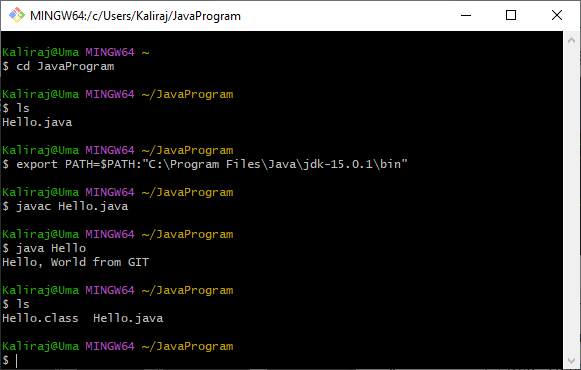 MINGW64:/c/Users/Kaliraj/JavaProgram
Kaliraj@Uma MINGW64 ~
$ cd JavaProgram
Kaliraj@Uma MINGW64 ~/JavaProgram
$ ls
Hello.java
Kaliraj@Uma MINGW64 ~/JavaProgram
$ export PATH=$PATH:"C:\Program Files\Java\jdk-15.0.1\bin"
Kaliraj@Uma MINGW64 ~/JavaProgram
$ javac Hello.java
Kaliraj@Uma MINGW64 ~/JavaProgram
$ java Hello
Hello, World from GIT
Kaliraj@Uma MINGW64 ~/JavaProgram
$ ls
Hello.class  Hello.java
Kaliraj@Uma MINGW64 ~/JavaProgram
$